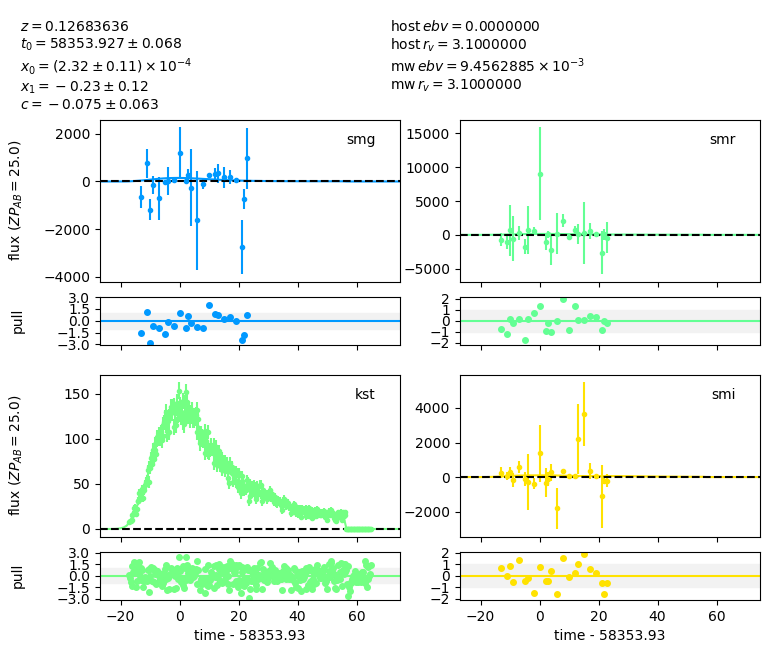 z = 0.12683636
t₀ = 58353.927 ± 0.068
x₀ = (2.32 ± 0.11) × 10⁻⁴
x₁ = −0.23 ± 0.12
c = −0.075 ± 0.063
host ebv = 0.0000000
host r_v = 3.1000000
mw ebv = 9.4562885 × 10⁻³
mw r_v = 3.1000000
smg
2000
0
−2000
−4000
flux (ZP_AB = 25.0)
smr
15000
10000
5000
0
−5000
3.0
1.5
0.0
−1.5
−3.0
pull
2
1
0
−1
−2
kst
150
100
50
0
flux (ZP_AB = 25.0)
smi
4000
2000
0
−2000
3.0
1.5
0.0
−1.5
−3.0
pull
−20
0
20
40
60
time - 58353.93
2
1
0
−1
−2
−20
0
20
40
60
time - 58353.93